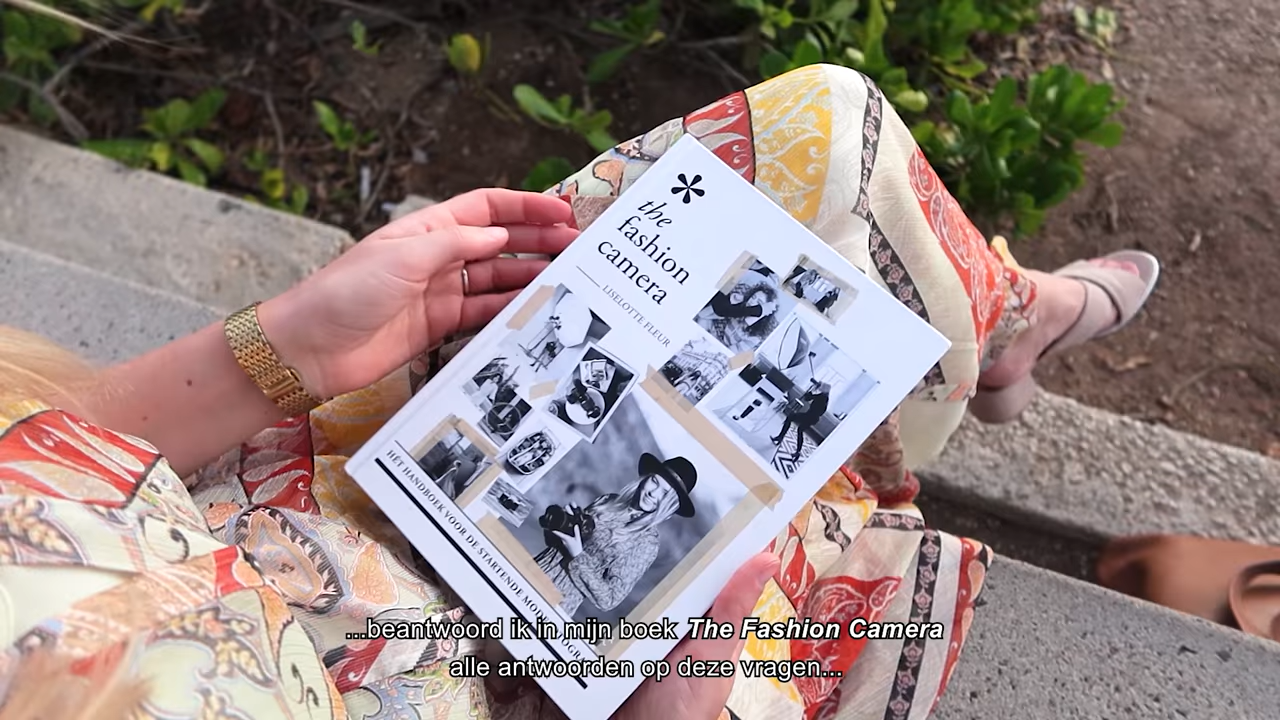 the
fashion
camera
LISELOTTE FLEUR
HÉT HANDBOEK VOOR DE STARTENDE
...beantwoord ik in mijn boek The Fashion Camera
alle antwoorden op deze vragen...